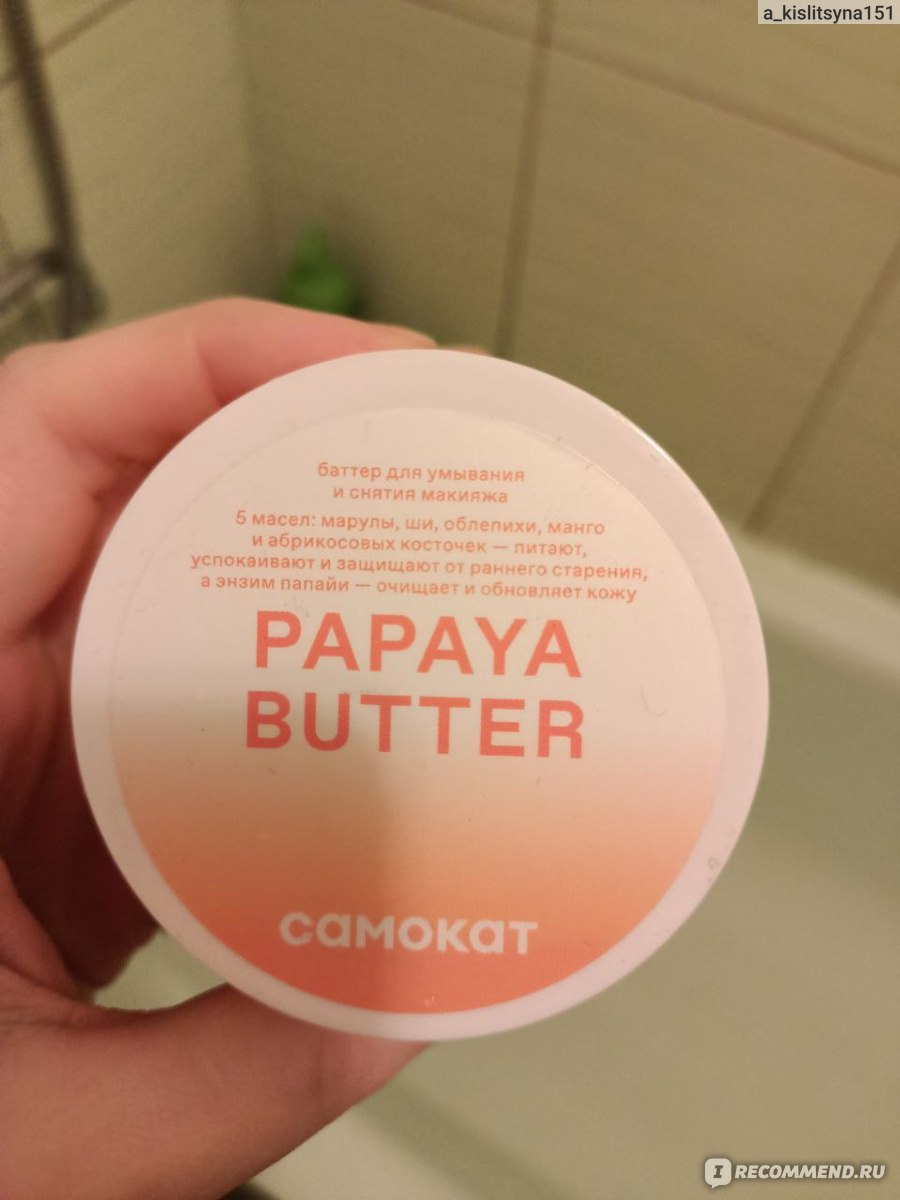 a_kislitsyna151
баттер для умывания
и снятия макияжа
5 масел: марулы, ши, облепихи, манго
и абрикосовых косточек — питают,
успокаивают и защищают от раннего старения,
а энзим папайи — очищает и обновляет кожу
PAPAYA
BUTTER
самокат
IRECOMMEND.RU